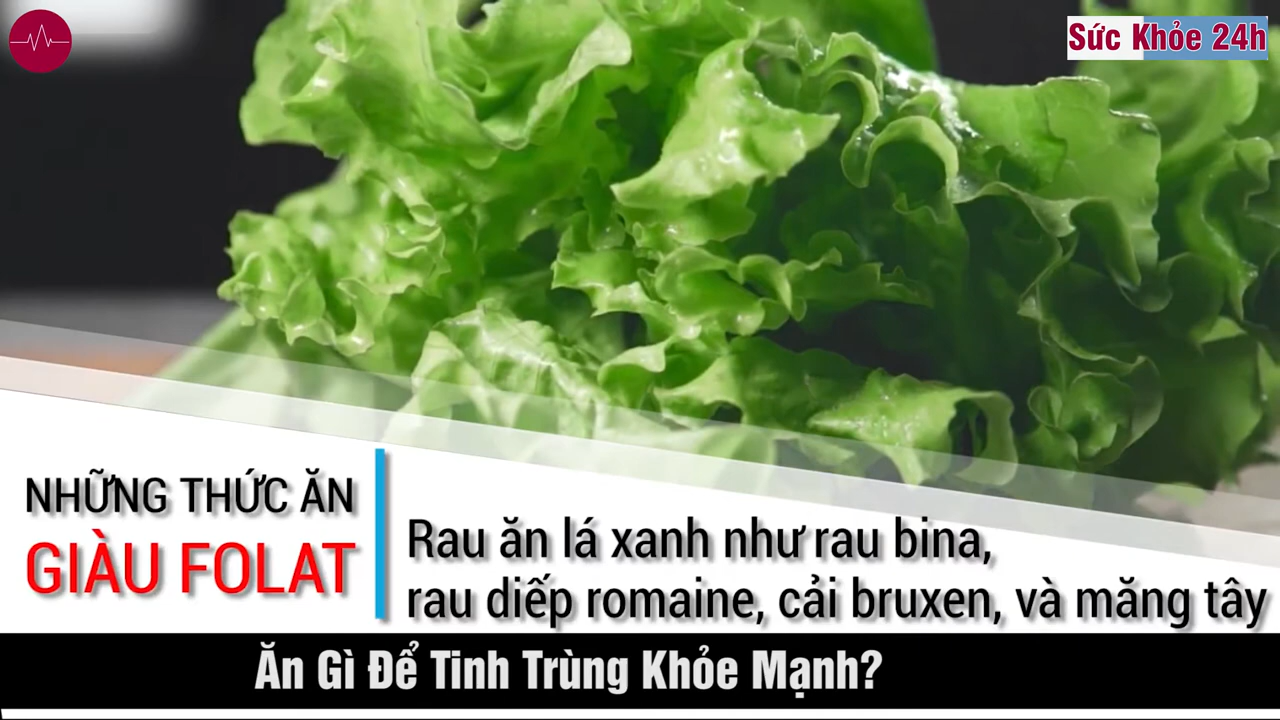 Sức Khỏe 24h
NHỮNG THỨC ĂN
GIÀU FOLAT
Rau ăn lá xanh như rau bina,
rau diếp romaine, cải bruxen, và măng tây
Ăn Gì Để Tinh Trùng Khỏe Mạnh?